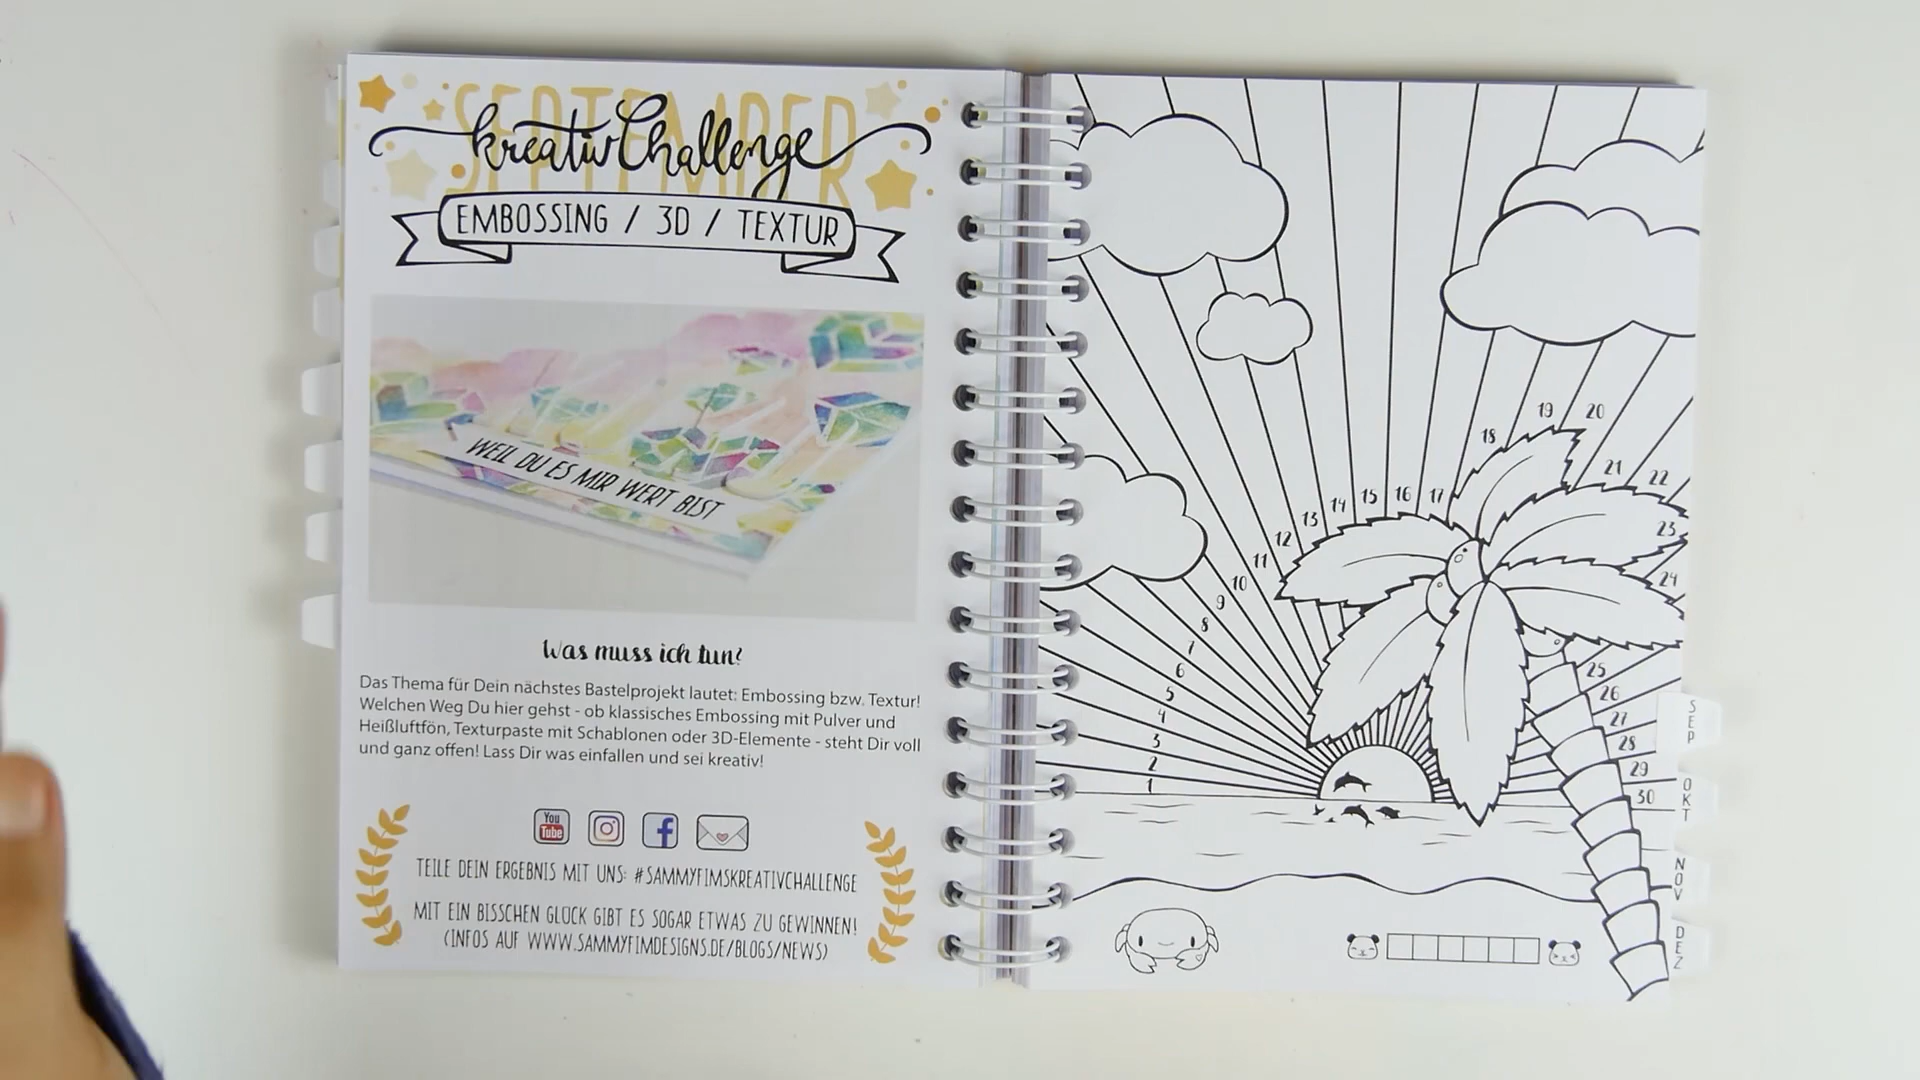 SEPTEMBER
kreativChallenge
EMBOSSING / 3D / TEXTUR
WEIL DU ES MIR WERT BIST
Was muss ich tun?
Das Thema für Dein nächstes Bastelprojekt lautet: Embossing bzw. Textur!
Welchen Weg Du hier gehst - ob klassisches Embossing mit Pulver und
Heißluftfön, Texturpaste mit Schablonen oder 3D-Elemente - steht Dir voll
und ganz offen! Lass Dir was einfallen und sei kreativ!
You
Tube
f
TEILE DEIN ERGEBNIS MIT UNS: #SAMMYFIMSKREATIVCHALLENGE
MIT EIN BISSCHEN GLÜCK GIBT ES SOGAR ETWAS ZU GEWINNEN!
(INFOS AUF WWW.SAMMYFIMDESIGNS.DE/BLOGS/NEWS)
1
2
3
4
5
6
7
8
9
10
11
12
13
14
15
16
17
18
19
20
21
22
23
24
25
26
27
28
29
30
SEP
OKT
NOV
DEZ